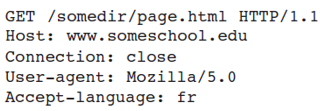 GET /somedir/page.html HTTP/1.1
Host: www.someschool.edu
Connection: close
User-agent: Mozilla/5.0
Accept-language: fr